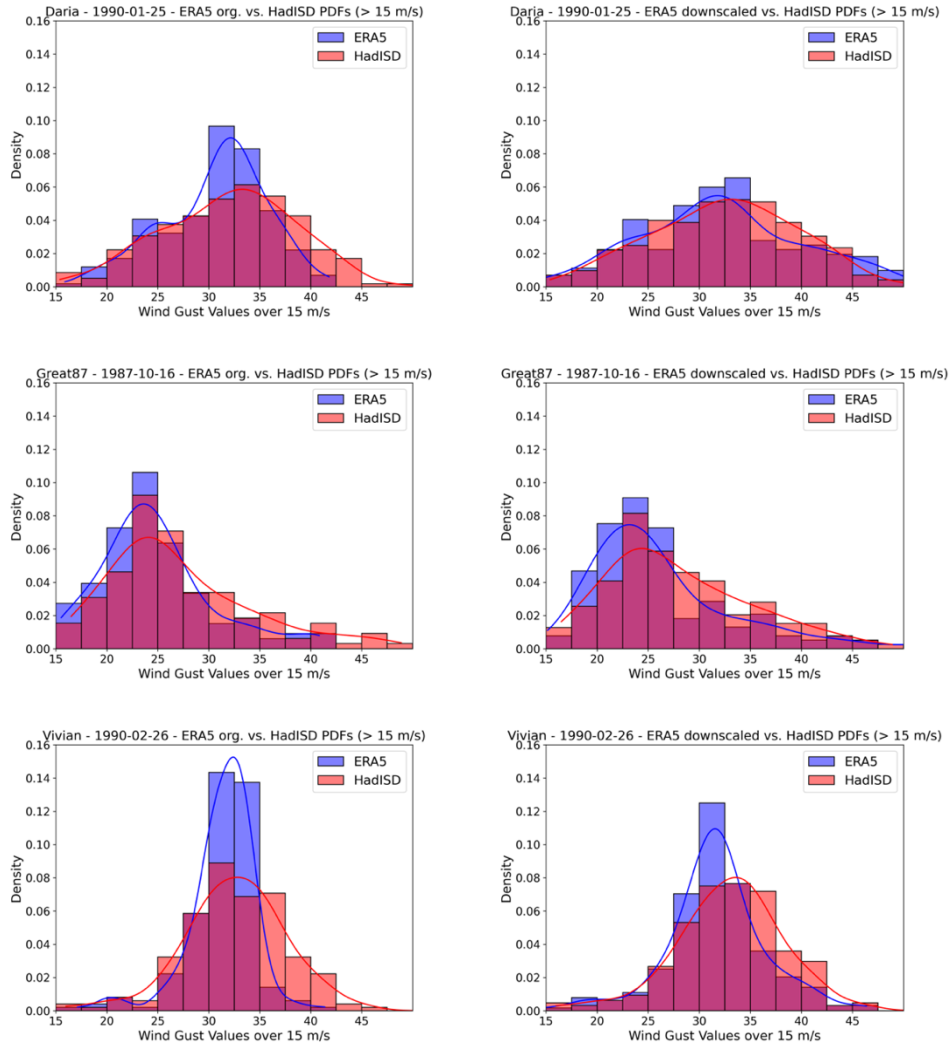 Daria - 1990-01-25 - ERA5 org. vs. HadISD PDFs (> 15 m/s)
0.16
0.14
0.12
0.10
0.08
0.06
0.04
0.02
0.00
Density
ERA5
HadISD
15 20 25 30 35 40 45
Wind Gust Values over 15 m/s
Daria - 1990-01-25 - ERA5 downscaled vs. HadISD PDFs (> 15 m/s)
0.16
0.14
0.12
0.10
0.08
0.06
0.04
0.02
0.00
Density
ERA5
HadISD
15 20 25 30 35 40 45
Wind Gust Values over 15 m/s
Great87 - 1987-10-16 - ERA5 org. vs. HadISD PDFs (> 15 m/s)
0.16
0.14
0.12
0.10
0.08
0.06
0.04
0.02
0.00
Density
ERA5
HadISD
15 20 25 30 35 40 45
Wind Gust Values over 15 m/s
Great87 - 1987-10-16 - ERA5 downscaled vs. HadISD PDFs (> 15 m/s)
0.16
0.14
0.12
0.10
0.08
0.06
0.04
0.02
0.00
Density
ERA5
HadISD
15 20 25 30 35 40 45
Wind Gust Values over 15 m/s
Vivian - 1990-02-26 - ERA5 org. vs. HadISD PDFs (> 15 m/s)
0.16
0.14
0.12
0.10
0.08
0.06
0.04
0.02
0.00
Density
ERA5
HadISD
15 20 25 30 35 40 45
Wind Gust Values over 15 m/s
Vivian - 1990-02-26 - ERA5 downscaled vs. HadISD PDFs (> 15 m/s)
0.16
0.14
0.12
0.10
0.08
0.06
0.04
0.02
0.00
Density
ERA5
HadISD
15 20 25 30 35 40 45
Wind Gust Values over 15 m/s